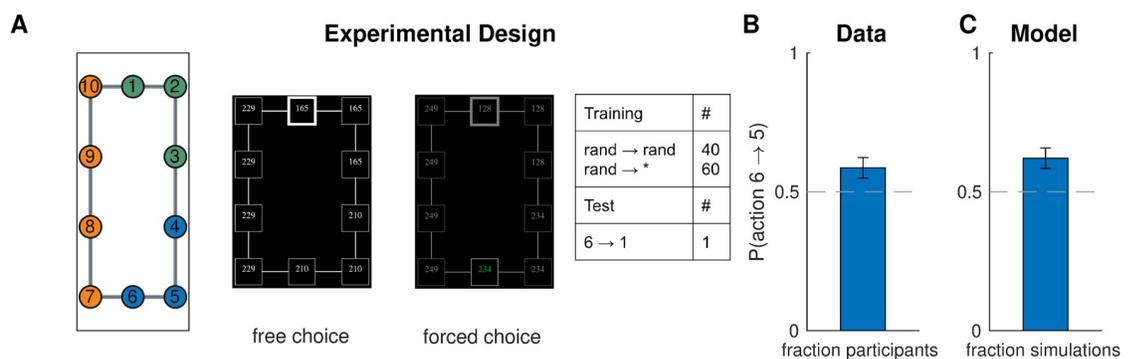 A
Experimental Design
10 1 2
9 3
8 4
7 6 5
229 165 165
229 165
229 210
229 210 210
free choice
249 128 128
249 128
249 234
249 234 234
forced choice
Training #
rand → rand 40
rand → * 60
Test #
6 → 1 1
B
Data
P(action 6 → 5)
1
0.5
0
fraction participants
C
Model
1
0.5
0
fraction simulations